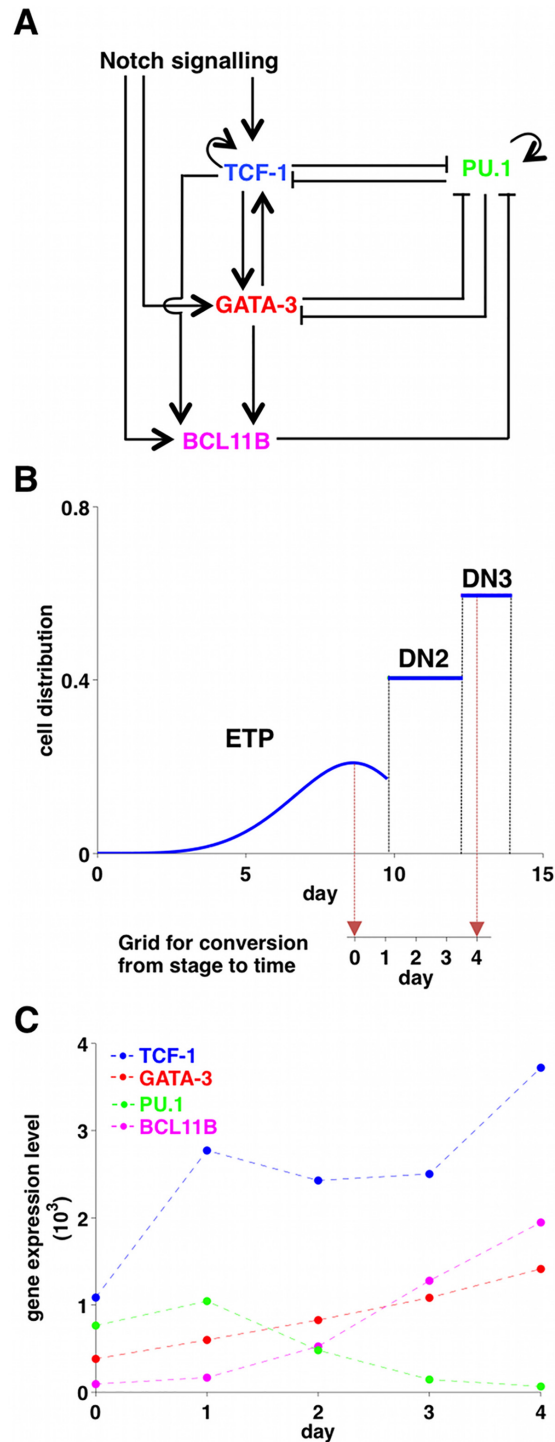 A
Notch signalling
TCF-1
PU.1
GATA-3
BCL11B
B
cell distribution
0.8
0.4
0
ETP
DN2
DN3
0 5 10 15
day
Grid for conversion
from stage to time
0 1 2 3 4
day
C
gene expression level
(10³)
4
3
2
1
0
TCF-1
GATA-3
PU.1
BCL11B
0 1 2 3 4
day